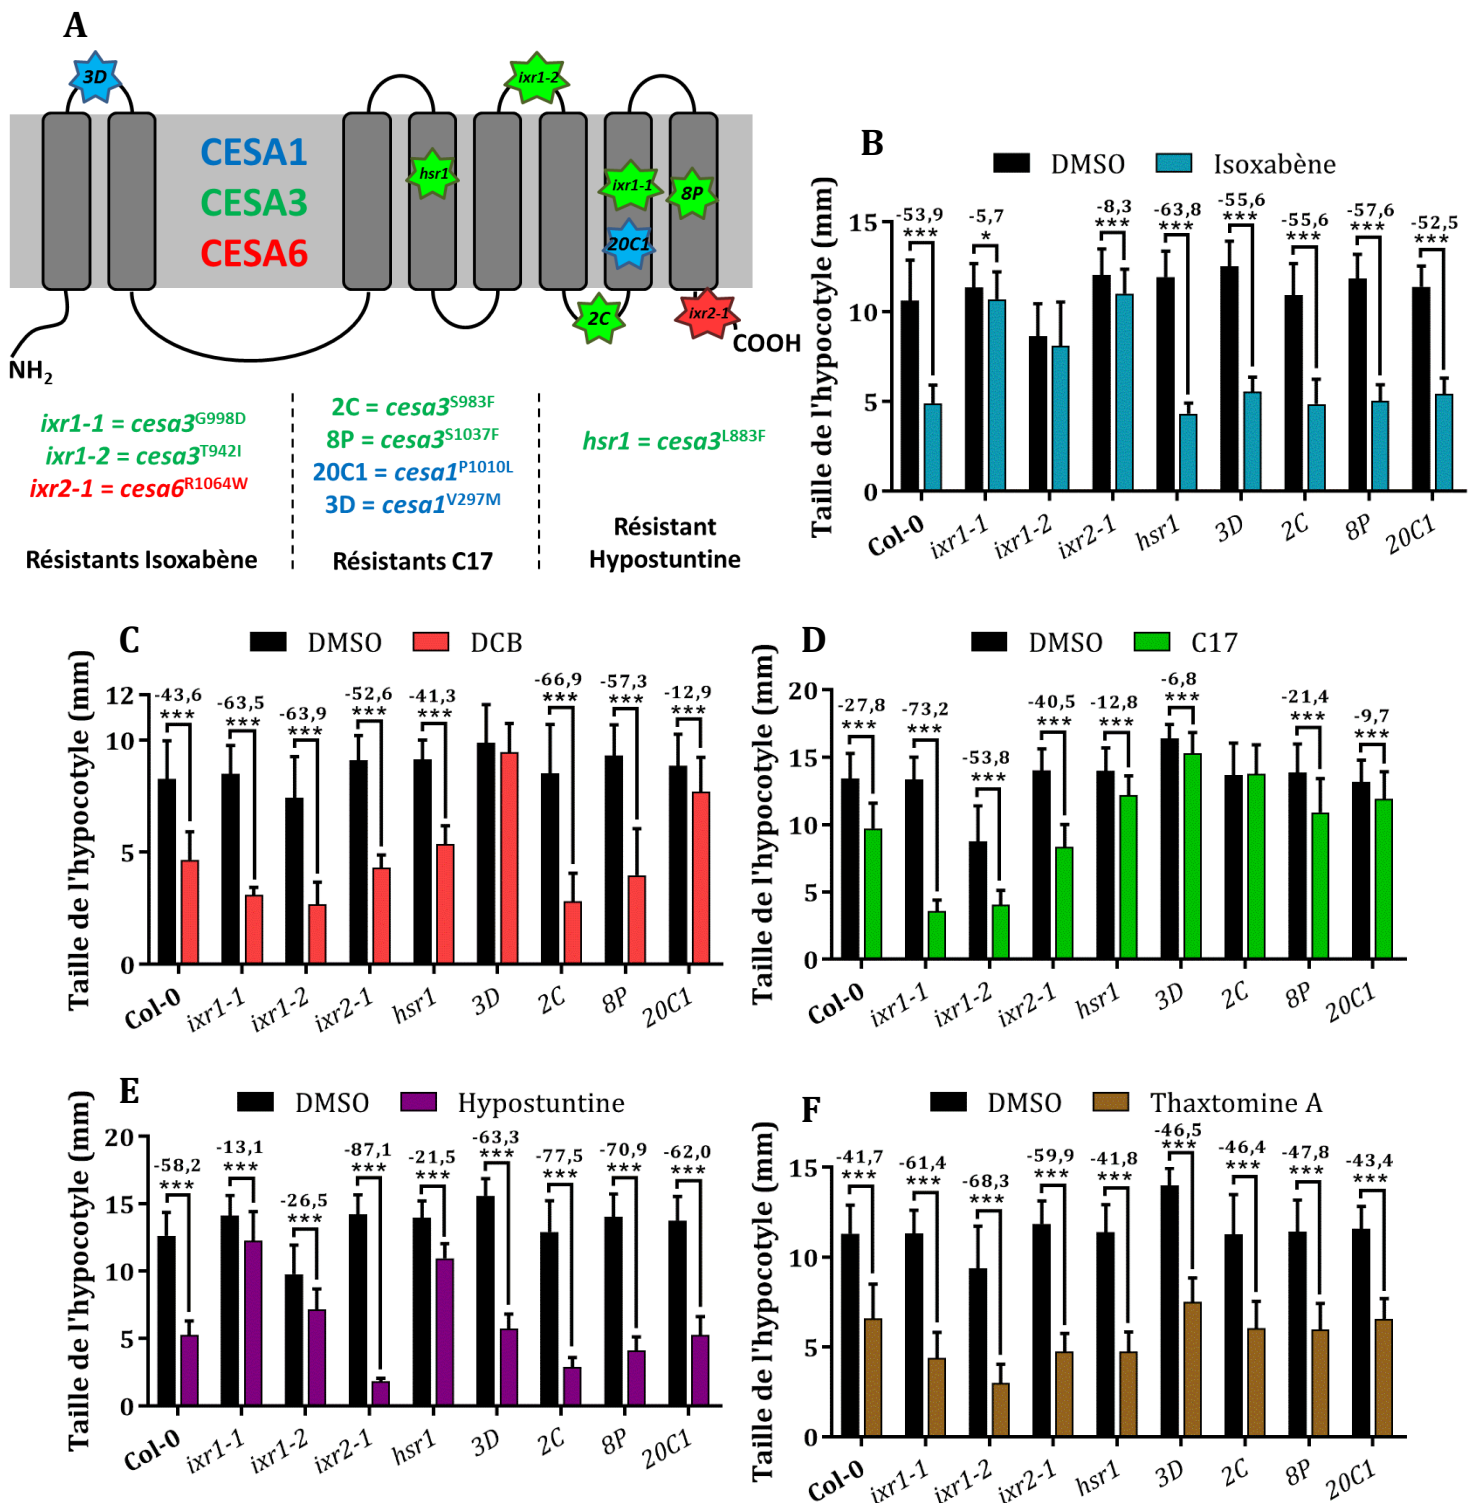 A
3D
ixr1-2
CESA1
CESA3
CESA6
hsr1
ixr1-1
8P
20C1
2C
ixr2-1
NH2
COOH
ixr1-1 = cesa3G998D
ixr1-2 = cesa3T942I
ixr2-1 = cesa6R1064W
Résistants Isoxabène
2C = cesa3S983F
8P = cesa3S1037F
20C1 = cesa1P1010L
3D = cesa1V297M
Résistants C17
hsr1 = cesa3L883F
Résistant
Hypostuntine
B
DMSO Isoxabène
Taille de l'hypocotyle (mm)
15
10
5
0
-53,9 -5,7 -8,3 -63,8 -55,6 -55,6 -57,6 -52,5
*** * *** *** *** *** *** ***
Col-0 ixr1-1 ixr1-2 ixr2-1 hsr1 3D 2C 8P 20C1
C
DMSO DCB
Taille de l'hypocotyle (mm)
12
10
5
0
-43,6 -63,5 -63,9 -52,6 -41,3 -66,9 -57,3 -12,9
*** *** *** *** *** *** *** ***
Col-0 ixr1-1 ixr1-2 ixr2-1 hsr1 3D 2C 8P 20C1
D
DMSO C17
Taille de l'hypocotyle (mm)
20
15
10
5
0
-27,8 -73,2 -53,8 -40,5 -12,8 -6,8 -21,4 -9,7
*** *** *** *** *** *** *** ***
Col-0 ixr1-1 ixr1-2 ixr2-1 hsr1 3D 2C 8P 20C1
E
DMSO Hypostuntine
Taille de l'hypocotyle (mm)
20
15
10
5
0
-58,2 -13,1 -26,5 -87,1 -21,5 -63,3 -77,5 -70,9 -62,0
*** *** *** *** *** *** *** *** ***
Col-0 ixr1-1 ixr1-2 ixr2-1 hsr1 3D 2C 8P 20C1
F
DMSO Thaxtomine A
Taille de l'hypocotyle (mm)
15
10
5
0
-41,7 -61,4 -68,3 -59,9 -41,8 -46,5 -46,4 -47,8 -43,4
*** *** *** *** *** *** *** *** ***
Col-0 ixr1-1 ixr1-2 ixr2-1 hsr1 3D 2C 8P 20C1